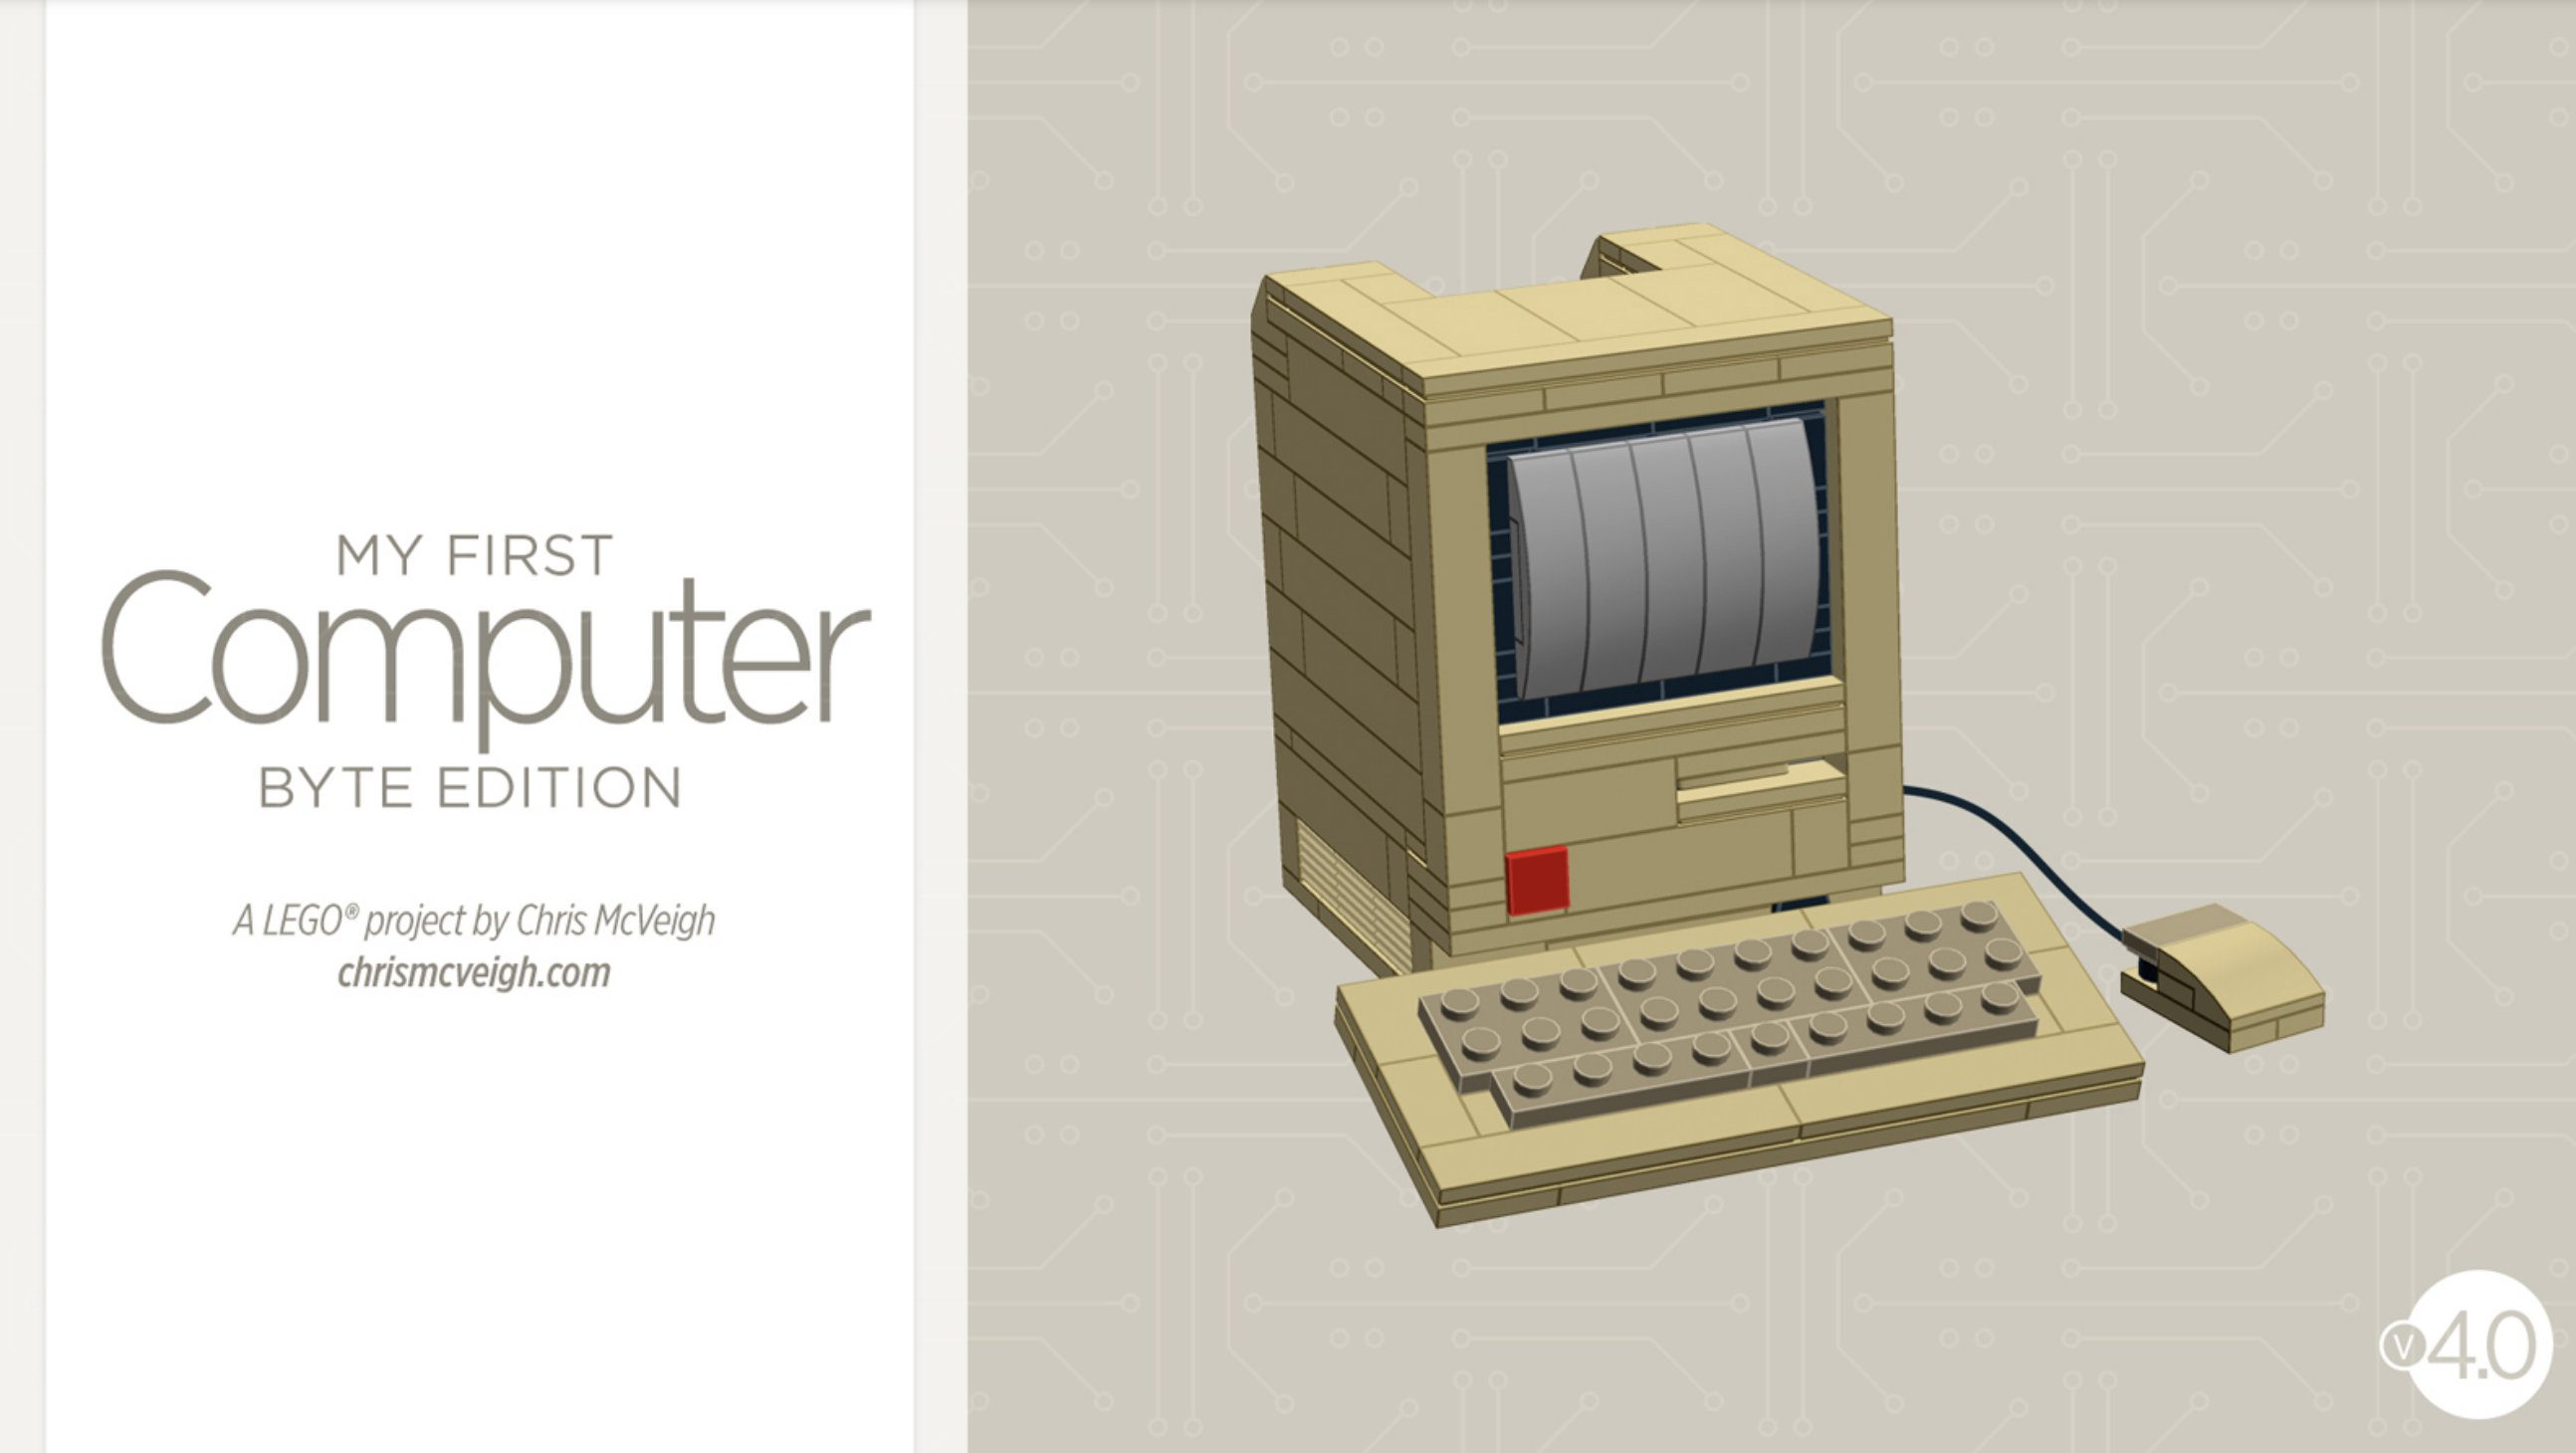 MY FIRST
Computer
BYTE EDITION
A LEGO® project by Chris McVeigh
chrismcveigh.com
v4.0